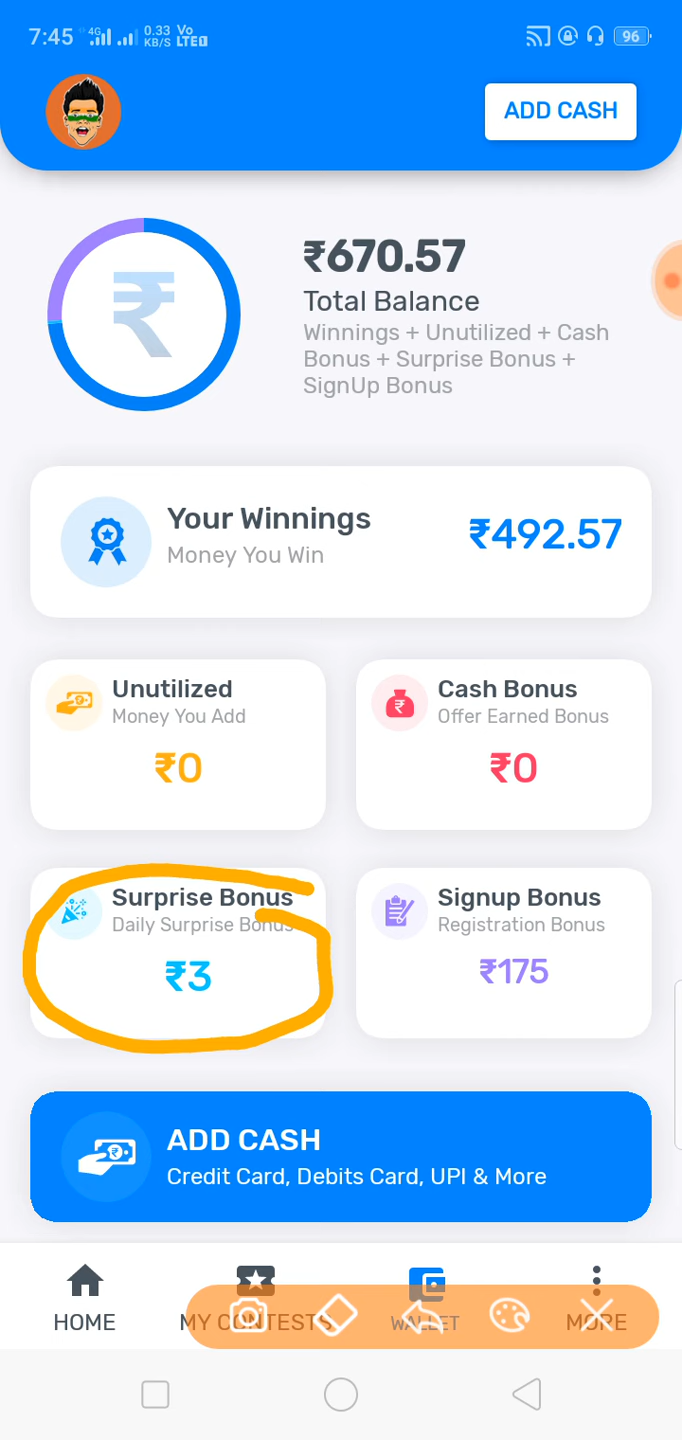 7:45 4G 0.33 KB/S Vo LTE1 96
ADD CASH
₹670.57
Total Balance
Winnings + Unutilized + Cash
Bonus + Surprise Bonus +
SignUp Bonus
Your Winnings
Money You Win
₹492.57
Unutilized
Money You Add
₹0
Cash Bonus
Offer Earned Bonus
₹0
Surprise Bonus
Daily Surprise Bonus
₹3
Signup Bonus
Registration Bonus
₹175
ADD CASH
Credit Card, Debits Card, UPI & More
HOME
MY CONTESTS
WALLET
MORE